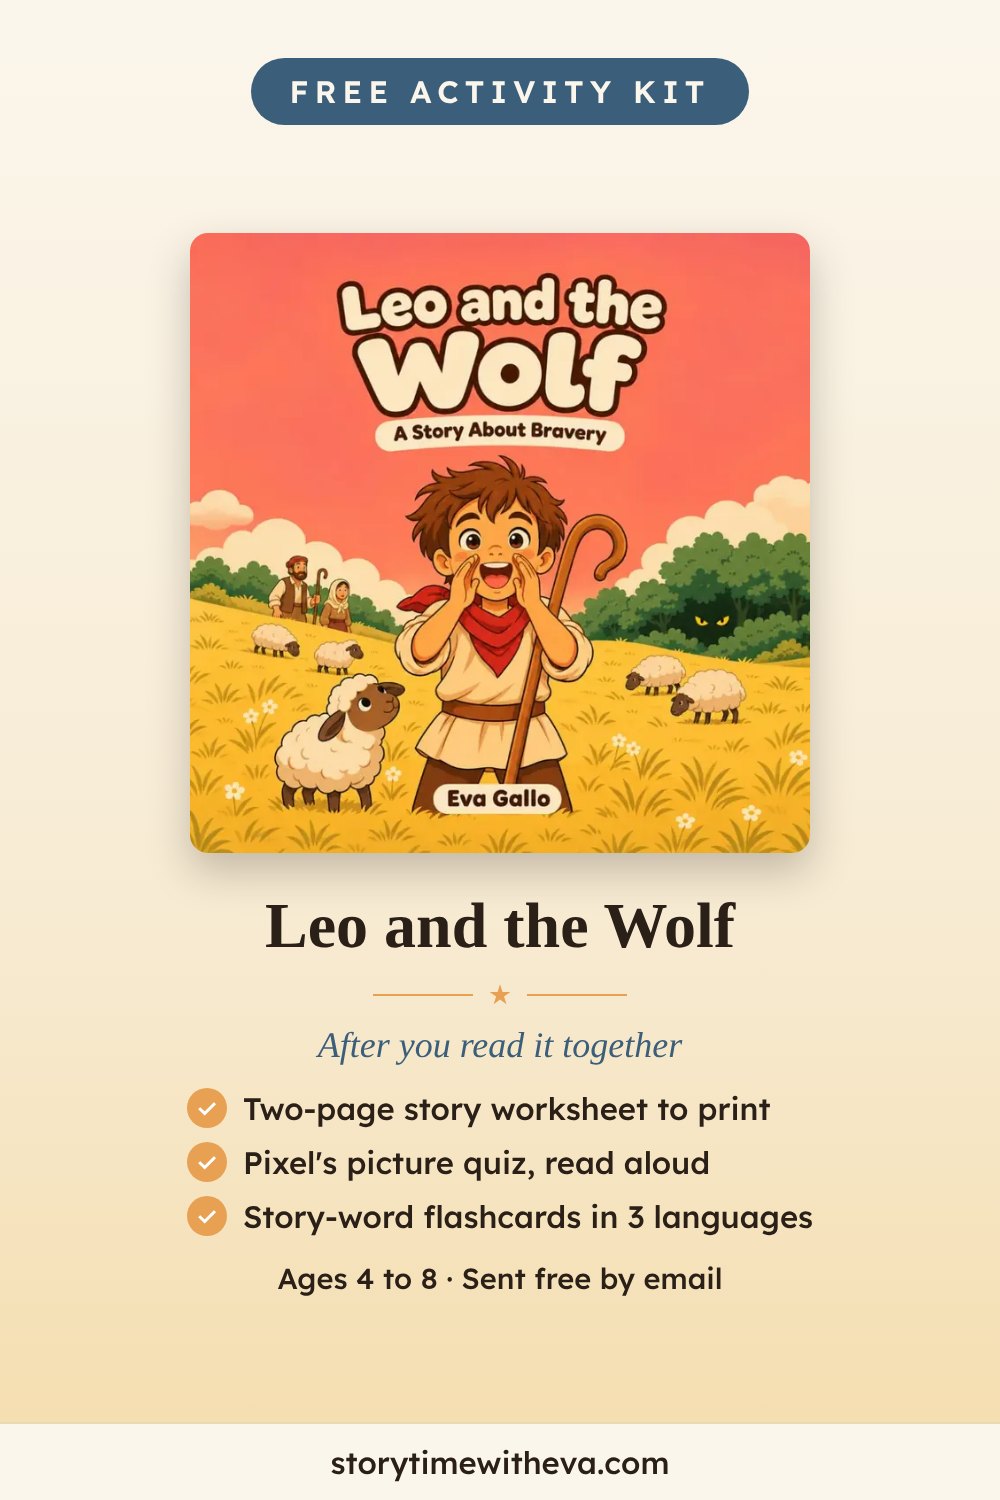 FREE ACTIVITY KIT
Leo and the
Wolf
A Story About Bravery
Eva Gallo
Leo and the Wolf
After you read it together
Two-page story worksheet to print
Pixel's picture quiz, read aloud
Story-word flashcards in 3 languages
Ages 4 to 8 · Sent free by email
storytimewitheva.com